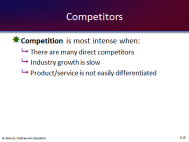 Competitors
Competition is most intense when:
There are many direct competitors
Industry growth is slow
Product/service is not easily differentiated